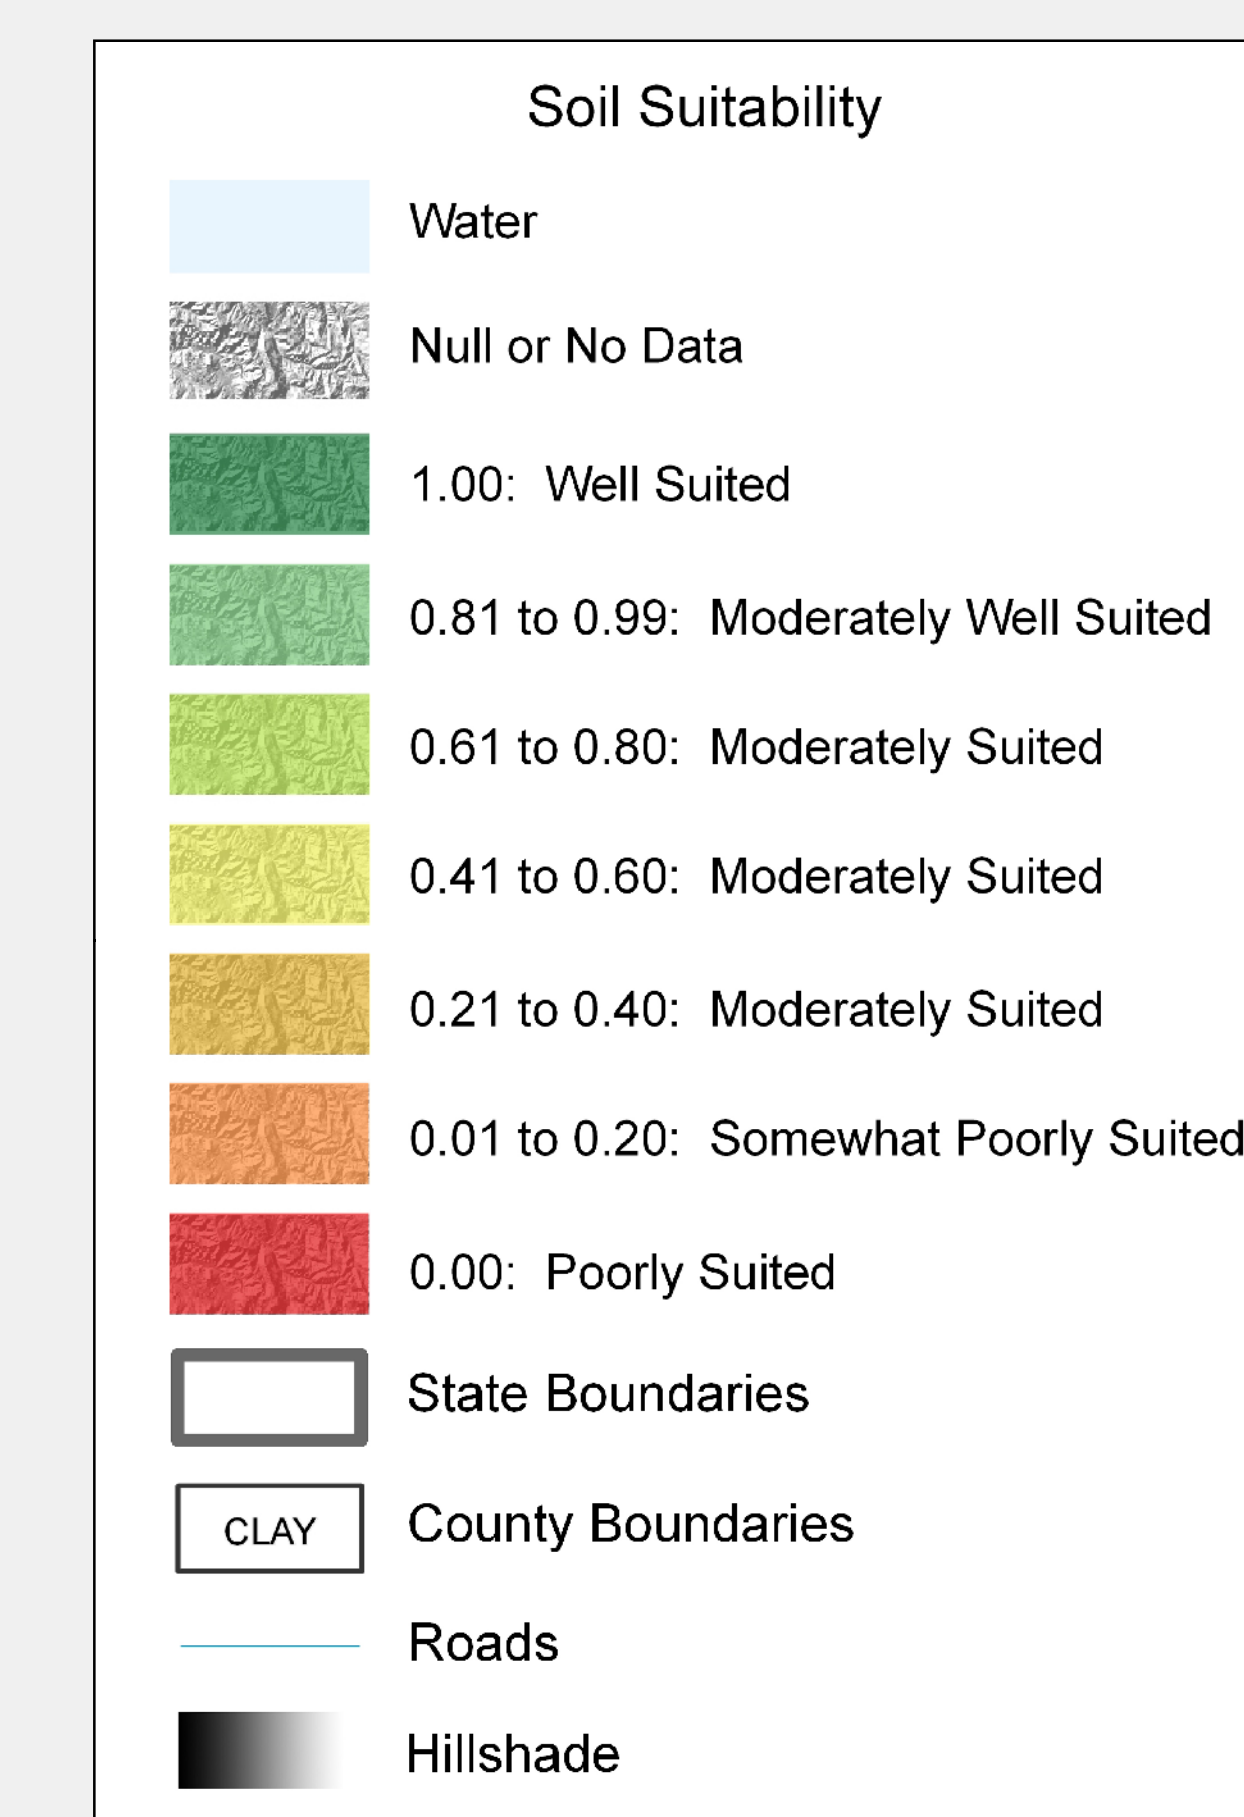 Soil Suitability
Water
Null or No Data
1.00:  Well Suited
0.81 to 0.99:  Moderately Well Suited
0.61 to 0.80:  Moderately Suited
0.41 to 0.60:  Moderately Suited
0.21 to 0.40:  Moderately Suited
0.01 to 0.20:  Somewhat Poorly Suited
0.00:  Poorly Suited
State Boundaries
CLAY County Boundaries
Roads
Hillshade